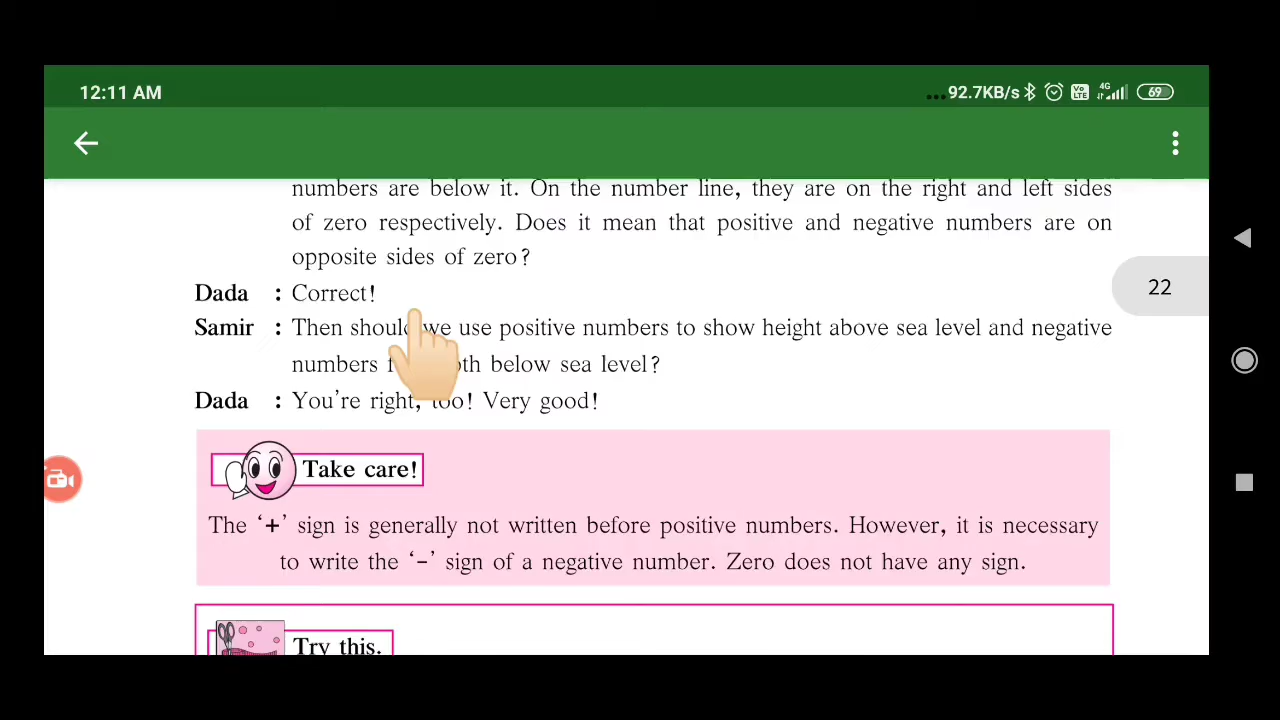 12:11 AM
...92.7KB/s 4G Vo LTE 69
numbers are below it. On the number line, they are on the right and left sides
of zero respectively. Does it mean that positive and negative numbers are on
opposite sides of zero?
22
Dada : Correct!
Samir : Then should we use positive numbers to show height above sea level and negative
numbers below sea level?
Dada : You're right, too! Very good!
Take care!
The ‘+’ sign is generally not written before positive numbers. However, it is necessary
to write the ‘-’ sign of a negative number. Zero does not have any sign.
Try this.